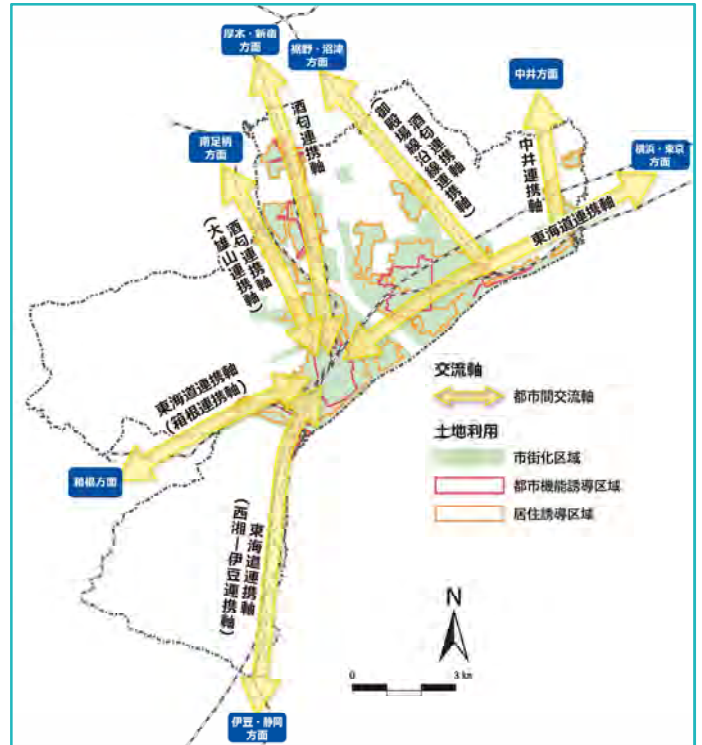 厚木・新宿
方面
裾野・沼津
方面
中井方面
南足柄
方面
横浜・東京
方面
酒匂連携軸
酒匂連携軸
(御殿場線沿線連携軸)
中井連携軸
東海道連携軸
酒匂連携軸
(大雄山連携軸)
東海道連携軸
(箱根連携軸)
箱根方面
東海道連携軸
(西湘ー伊豆連携軸)
伊豆・静岡
方面
交流軸
都市間交流軸
土地利用
市街化区域
都市機能誘導区域
居住誘導区域
N
0 3 km